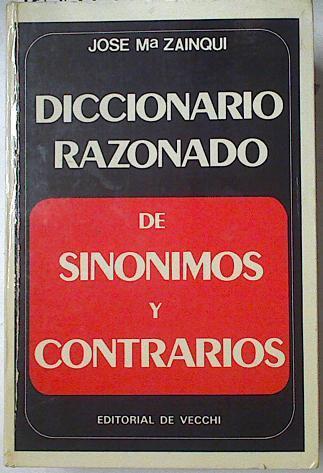 JOSE Mª ZAINQUI
DICCIONARIO
RAZONADO
DE
SINONIMOS
Y
CONTRARIOS
EDITORIAL DE VECCHI